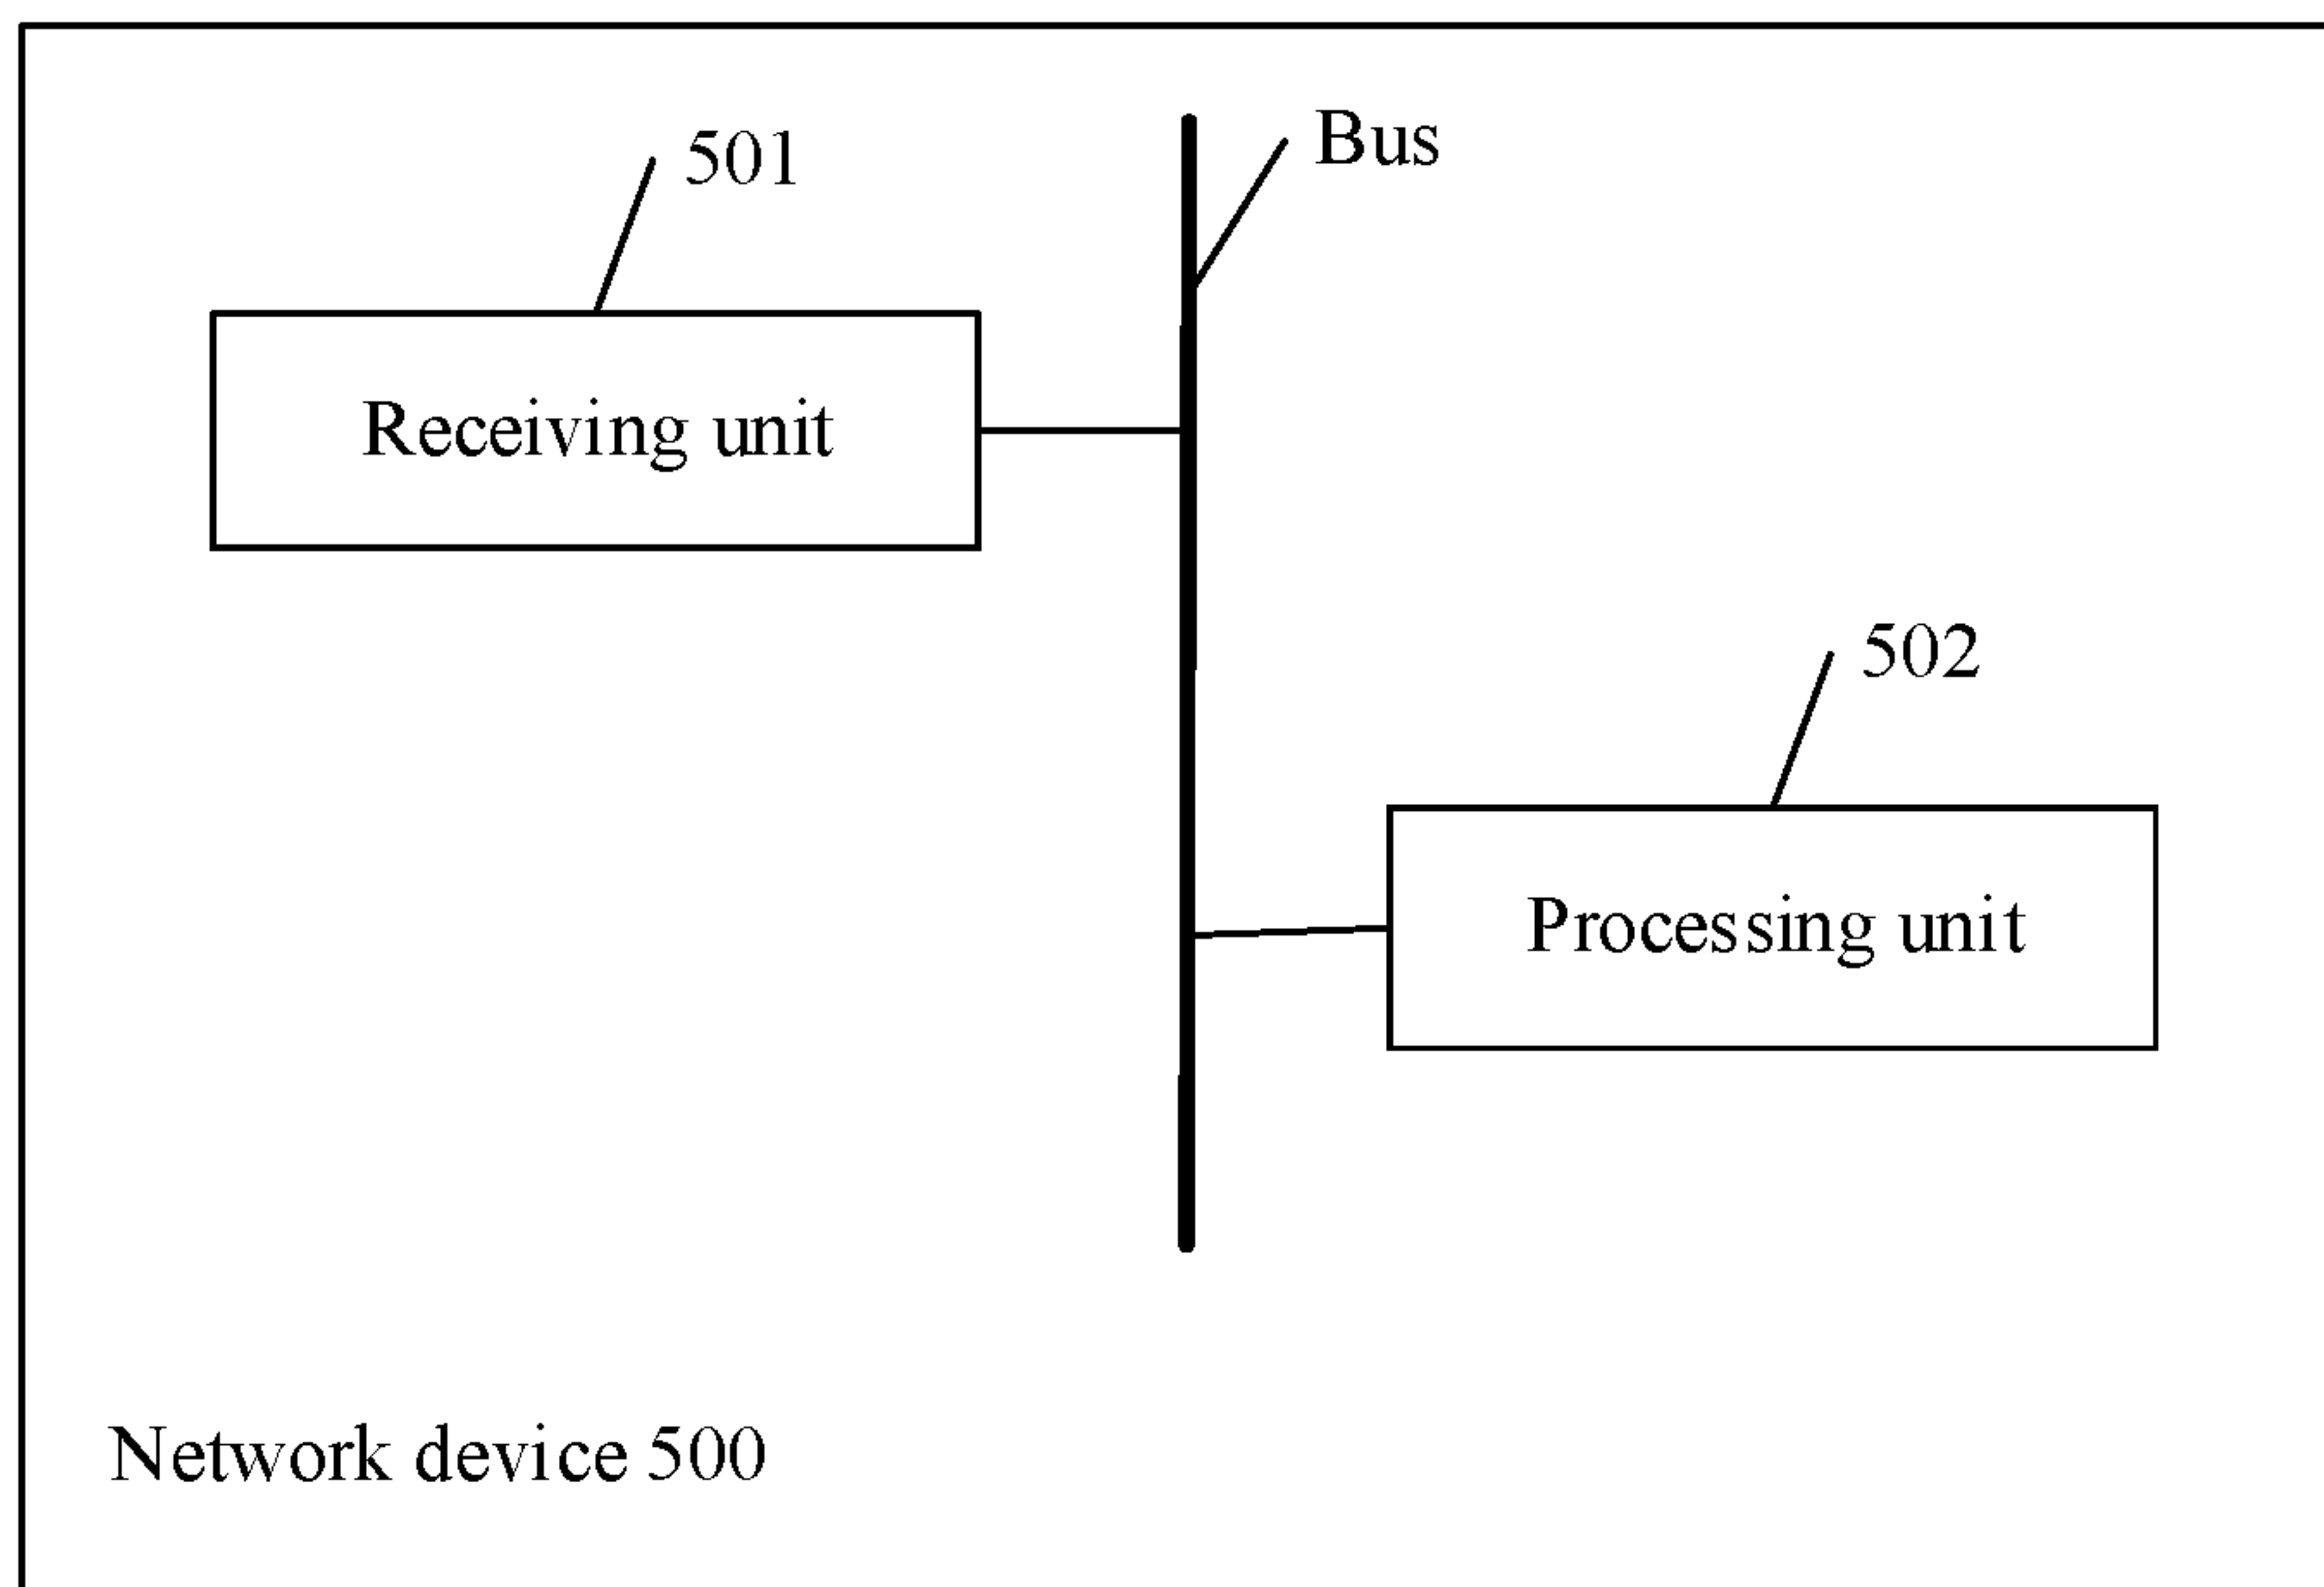 501
Bus
Receiving unit
502
Processing unit
Network device 500